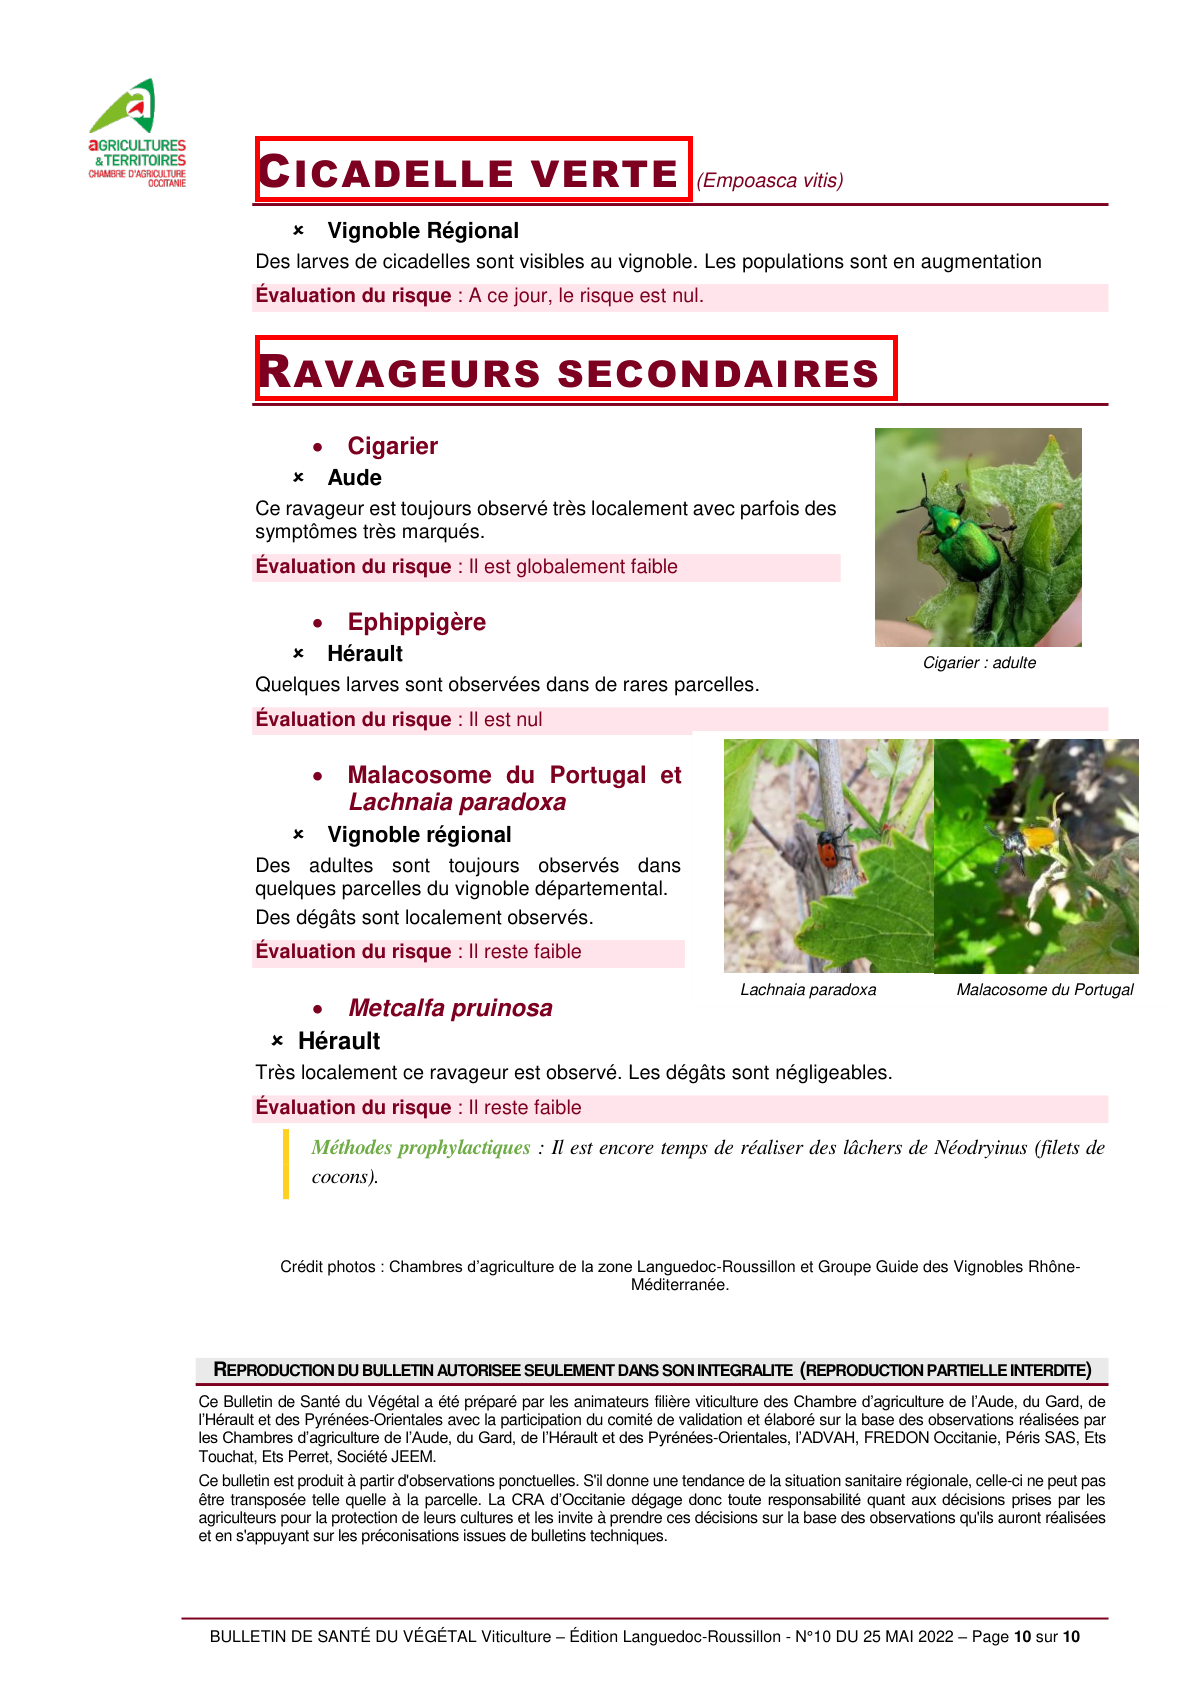 aGRICULTURES
& TERRITOIRES
CHAMBRE D'AGRICULTURE
OCCITANIE
CICADELLE VERTE (Empoasca vitis)
× Vignoble Régional
Des larves de cicadelles sont visibles au vignoble. Les populations sont en augmentation
Évaluation du risque : A ce jour, le risque est nul.
RAVAGEURS SECONDAIRES
• Cigarier
× Aude
Ce ravageur est toujours observé très localement avec parfois des
symptômes très marqués.
Évaluation du risque : Il est globalement faible
• Ephippigère
× Hérault
Cigarier : adulte
Quelques larves sont observées dans de rares parcelles.
Évaluation du risque : Il est nul
• Malacosome du Portugal et
Lachnaia paradoxa
× Vignoble régional
Des adultes sont toujours observés dans
quelques parcelles du vignoble départemental.
Des dégâts sont localement observés.
Évaluation du risque : Il reste faible
Lachnaia paradoxa Malacosome du Portugal
• Metcalfa pruinosa
× Hérault
Très localement ce ravageur est observé. Les dégâts sont négligeables.
Évaluation du risque : Il reste faible
Méthodes prophylactiques : Il est encore temps de réaliser des lâchers de Néodryinus (filets de
cocons).
Crédit photos : Chambres d'agriculture de la zone Languedoc-Roussillon et Groupe Guide des Vignobles Rhône-
Méditerranée.
REPRODUCTION DU BULLETIN AUTORISEE SEULEMENT DANS SON INTEGRALITE (REPRODUCTION PARTIELLE INTERDITE)
Ce Bulletin de Santé du Végétal a été préparé par les animateurs filière viticulture des Chambre d'agriculture de l'Aude, du Gard, de
l'Hérault et des Pyrénées-Orientales avec la participation du comité de validation et élaboré sur la base des observations réalisées par
les Chambres d'agriculture de l'Aude, du Gard, de l'Hérault et des Pyrénées-Orientales, l'ADVAH, FREDON Occitanie, Péris SAS, Ets
Touchat, Ets Perret, Société JEEM.
Ce bulletin est produit à partir d'observations ponctuelles. S'il donne une tendance de la situation sanitaire régionale, celle-ci ne peut pas
être transposée telle quelle à la parcelle. La CRA d'Occitanie dégage donc toute responsabilité quant aux décisions prises par les
agriculteurs pour la protection de leurs cultures et les invite à prendre ces décisions sur la base des observations qu'ils auront réalisées
et en s'appuyant sur les préconisations issues de bulletins techniques.
BULLETIN DE SANTÉ DU VÉGÉTAL Viticulture – Édition Languedoc-Roussillon - N°10 DU 25 MAI 2022 – Page 10 sur 10